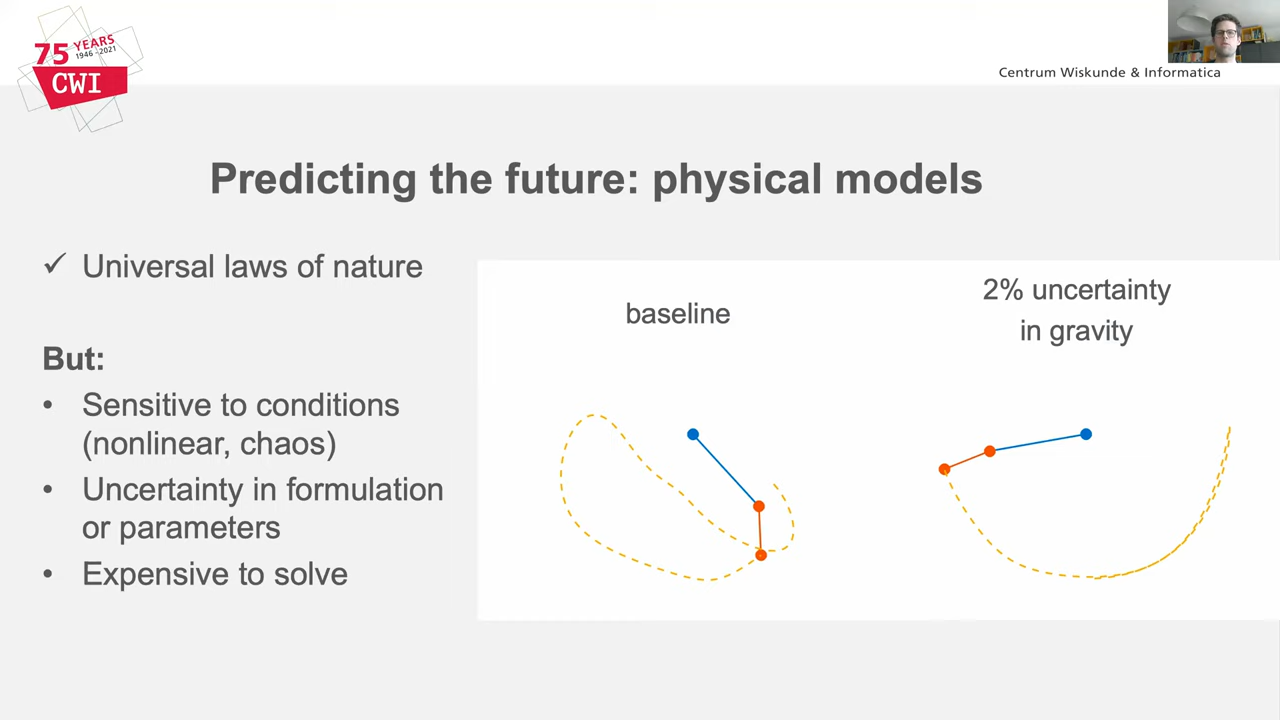 75 YEARS
1946 - 2021
CWI
Centrum Wiskunde & Informatica
Predicting the future: physical models
✓ Universal laws of nature
But:
• Sensitive to conditions
(nonlinear, chaos)
• Uncertainty in formulation
or parameters
• Expensive to solve
baseline
2% uncertainty
in gravity